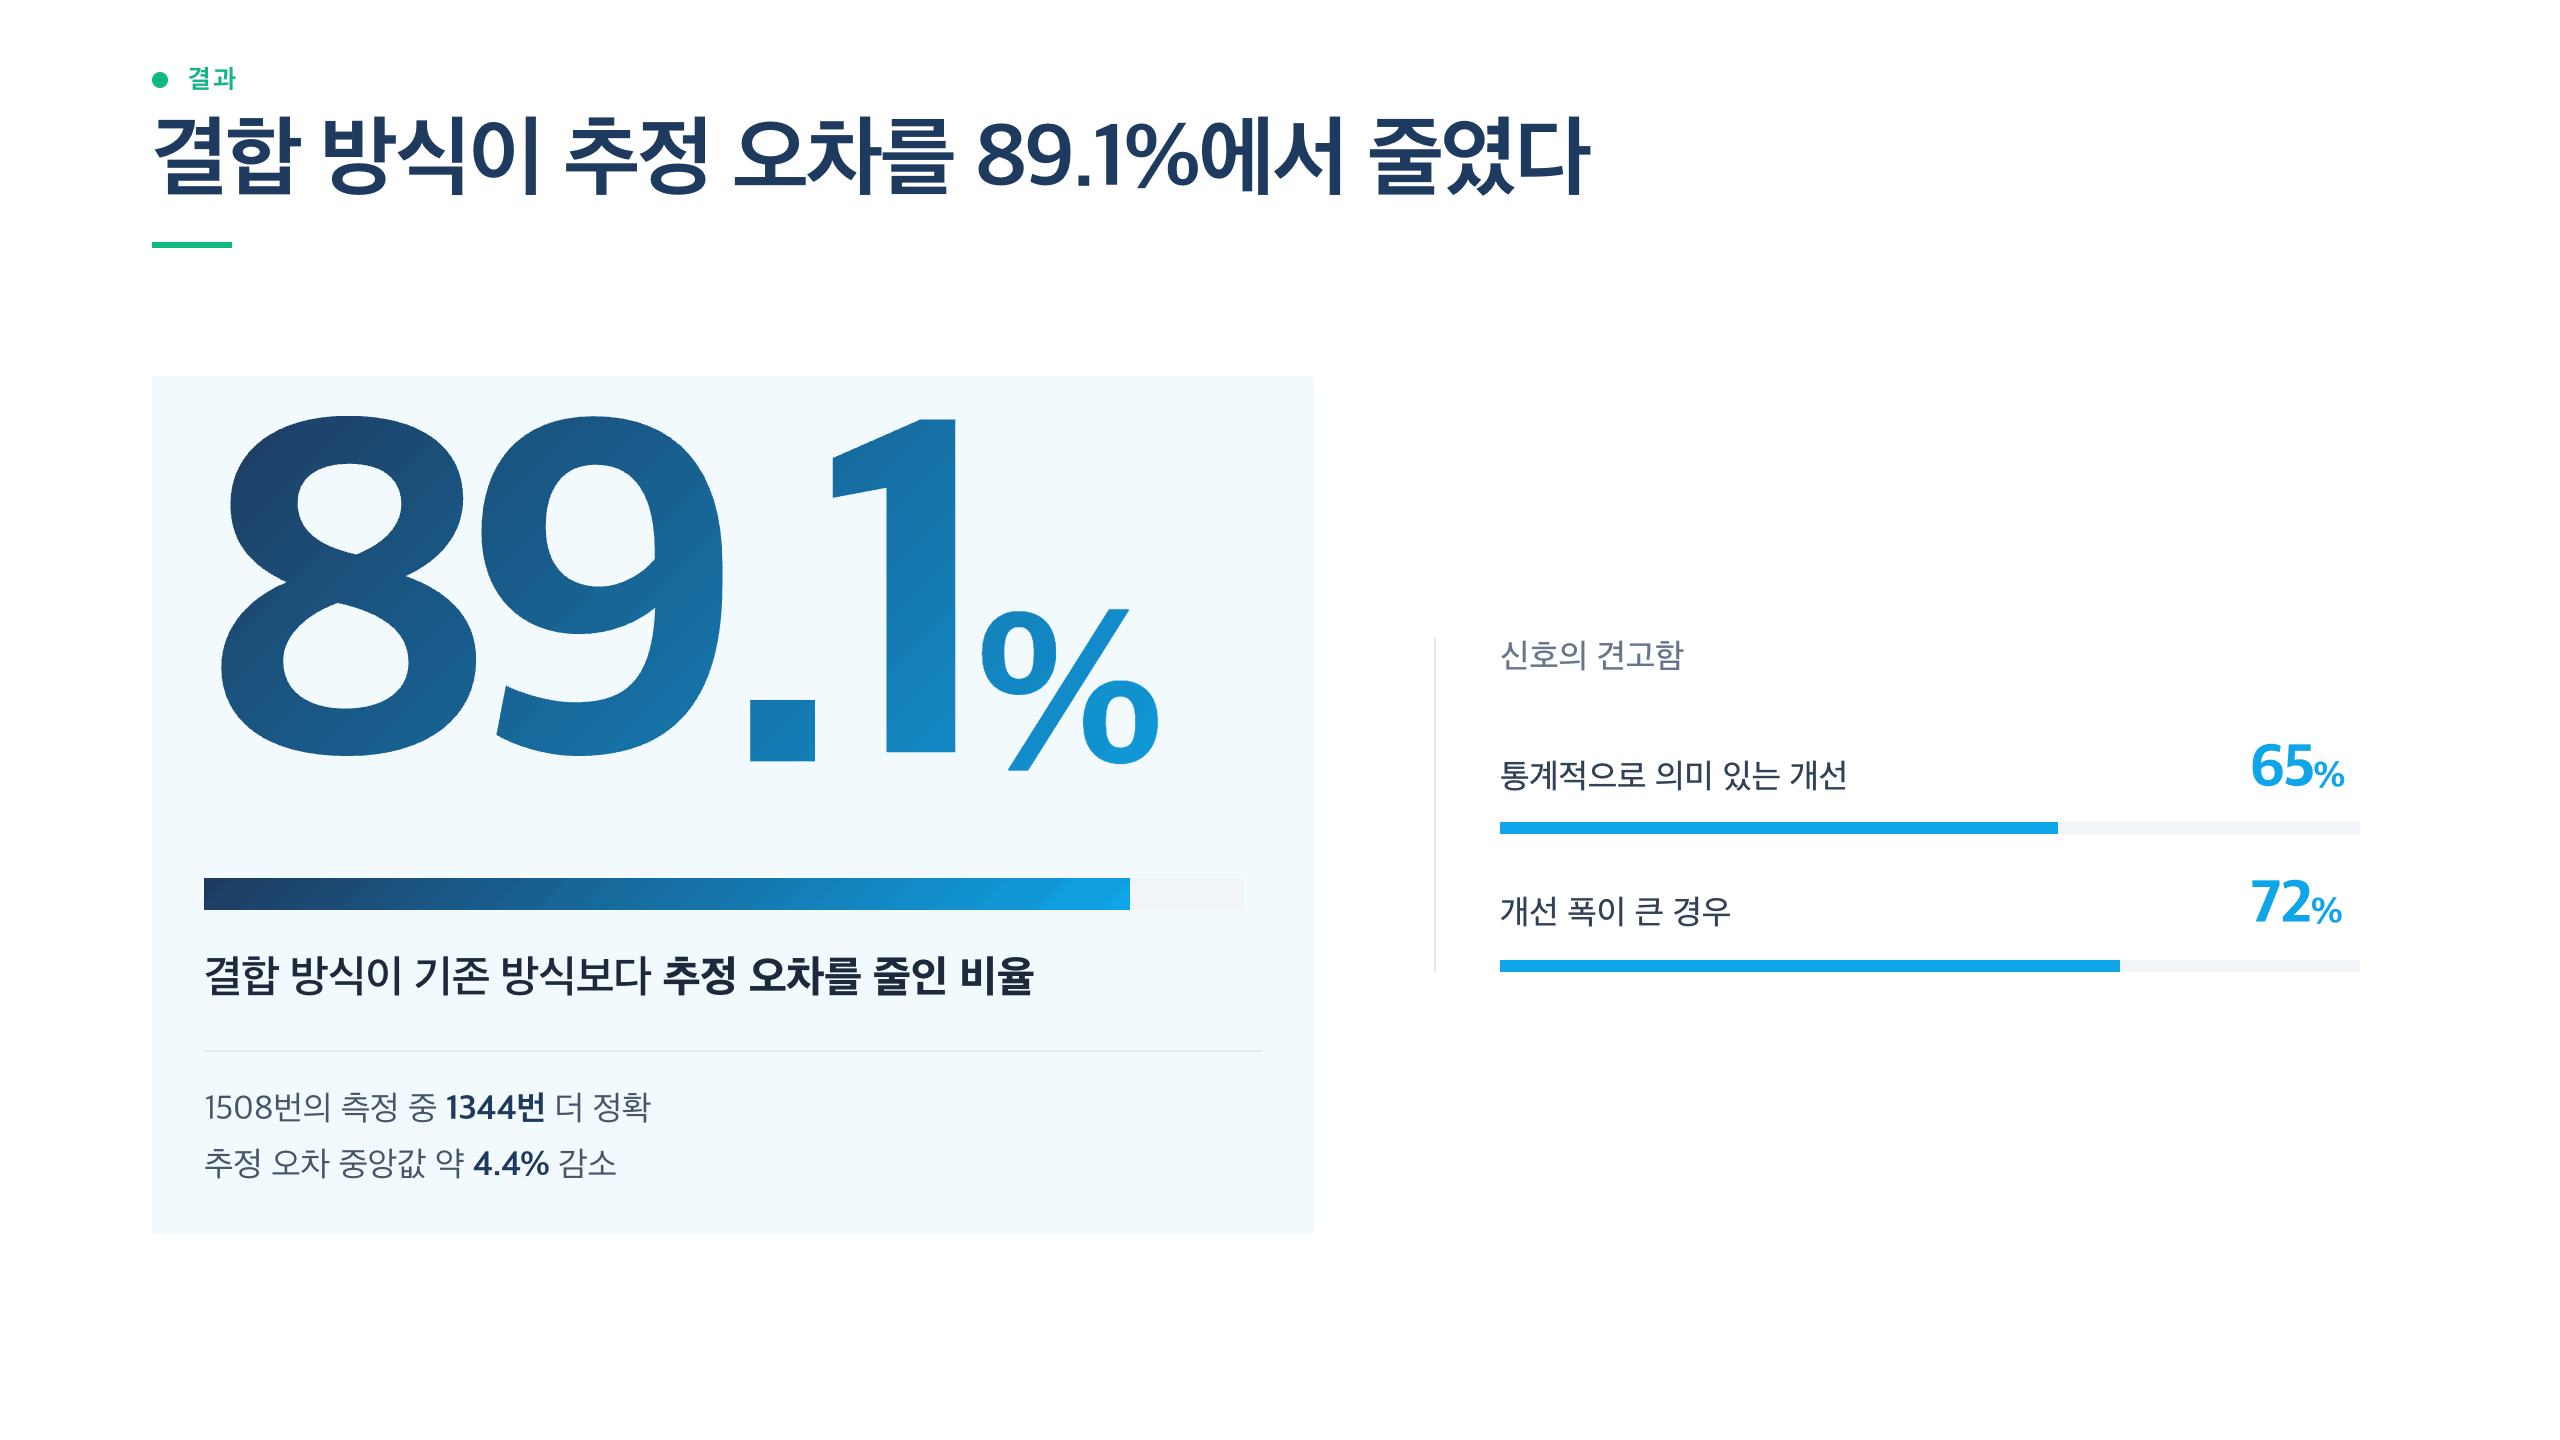 결과
결합 방식이 추정 오차를 89.1%에서 줄였다
89.1%
결합 방식이 기존 방식보다 추정 오차를 줄인 비율
1508번의 측정 중 1344번 더 정확
추정 오차 중앙값 약 4.4% 감소
신호의 견고함
통계적으로 의미 있는 개선 65%
개선 폭이 큰 경우 72%